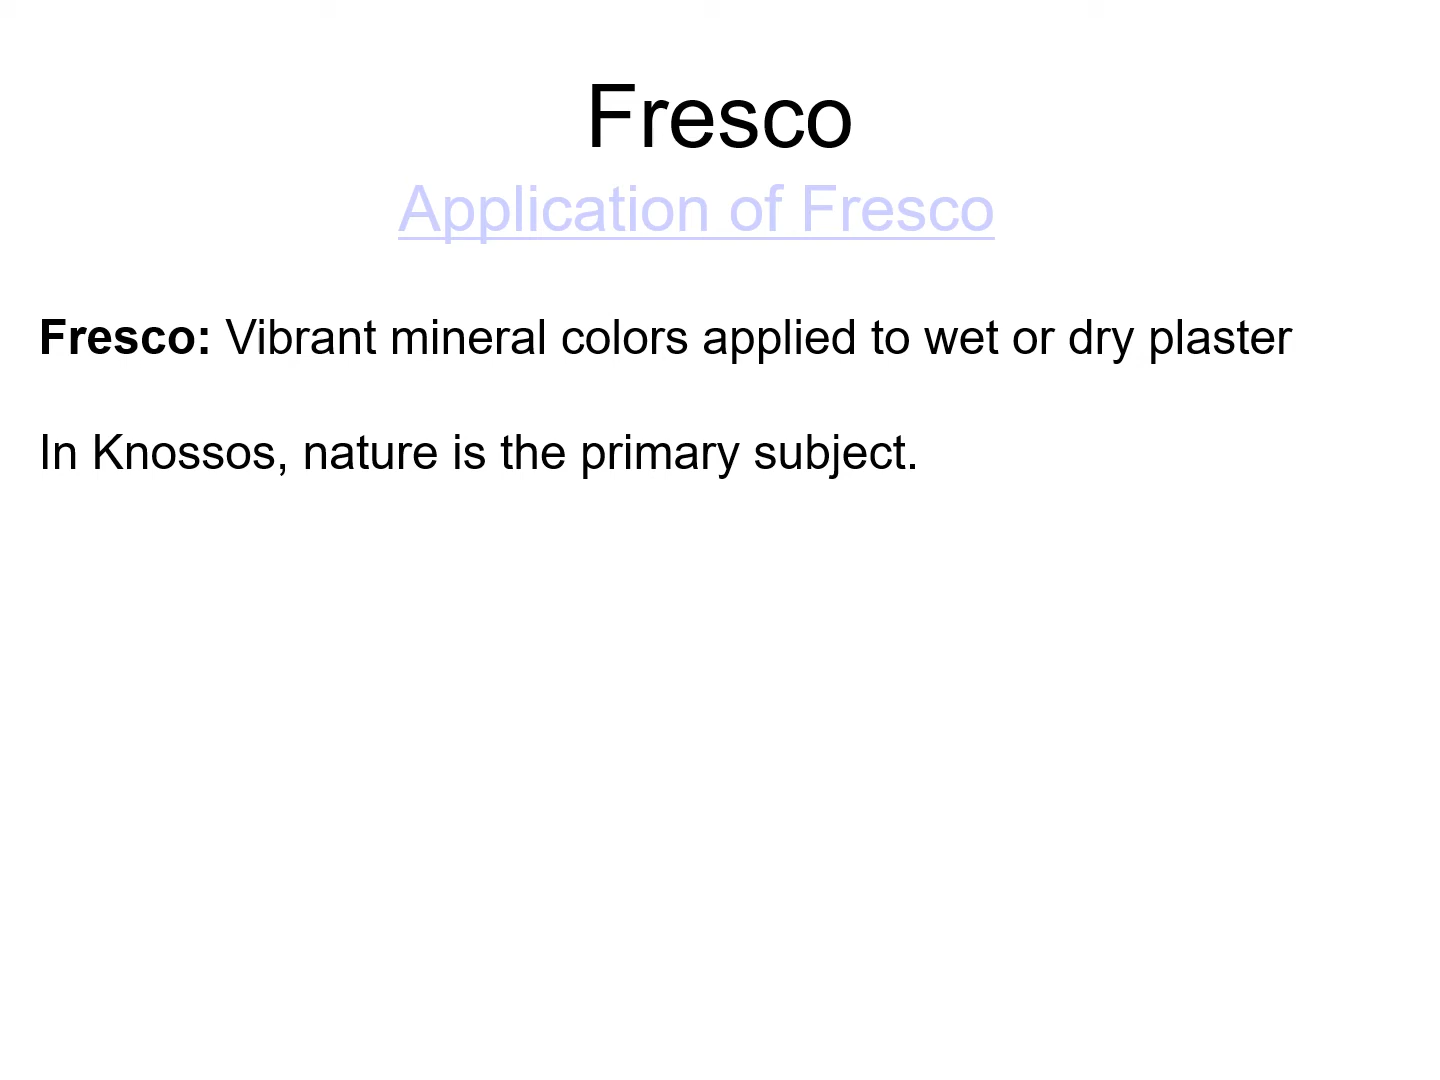 Fresco
Application of Fresco
Fresco: Vibrant mineral colors applied to wet or dry plaster
In Knossos, nature is the primary subject.